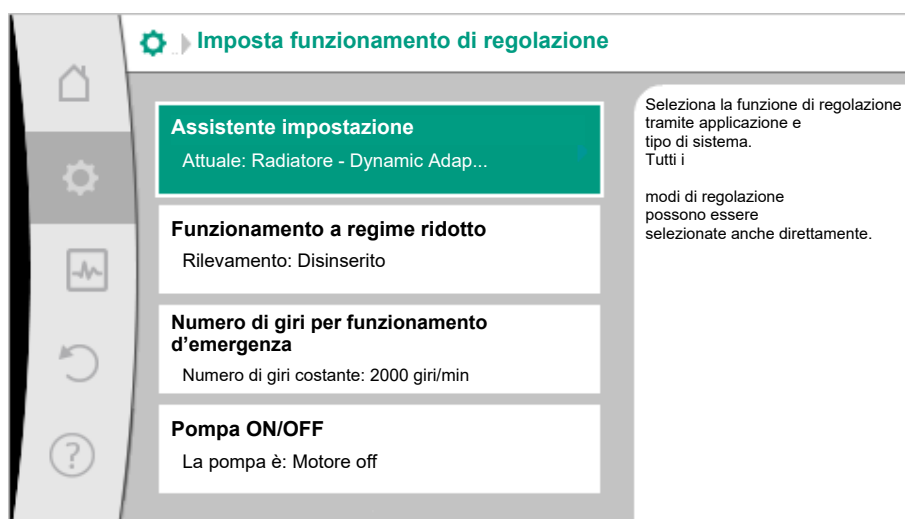 Imposta funzionamento di regolazione
Assistente impostazione
Attuale: Radiatore - Dynamic Adap...
Funzionamento a regime ridotto
Rilevamento: Disinserito
Numero di giri per funzionamento
d’emergenza
Numero di giri costante: 2000 giri/min
Pompa ON/OFF
La pompa è: Motore off
Seleziona la funzione di regolazione
tramite applicazione e
tipo di sistema.
Tutti i
modi di regolazione
possono essere
selezionate anche direttamente.